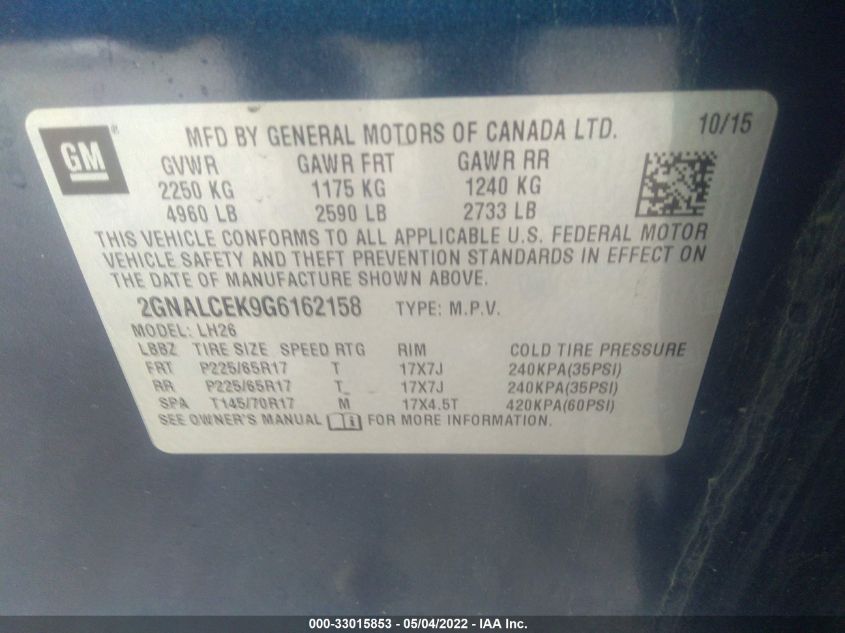 GM
MFD BY GENERAL MOTORS OF CANADA LTD. 10/15
GVWR GAWR FRT GAWR RR
2250 KG 1175 KG 1240 KG
4960 LB 2590 LB 2733 LB
THIS VEHICLE CONFORMS TO ALL APPLICABLE U.S. FEDERAL MOTOR
VEHICLE SAFETY AND THEFT PREVENTION STANDARDS IN EFFECT ON
THE DATE OF MANUFACTURE SHOWN ABOVE.
2GNALCEK9G6162158 TYPE: M.P.V.
MODEL: LH26
LBBZ TIRE SIZE SPEED RTG RIM COLD TIRE PRESSURE
FRT P225/65R17 T 17X7J 240KPA(35PSI)
RR P225/65R17 T 17X7J 240KPA(35PSI)
SPA T145/70R17 M 17X4.5T 420KPA(60PSI)
SEE OWNER'S MANUAL FOR MORE INFORMATION.
000-33015853 - 05/04/2022 - IAA Inc.